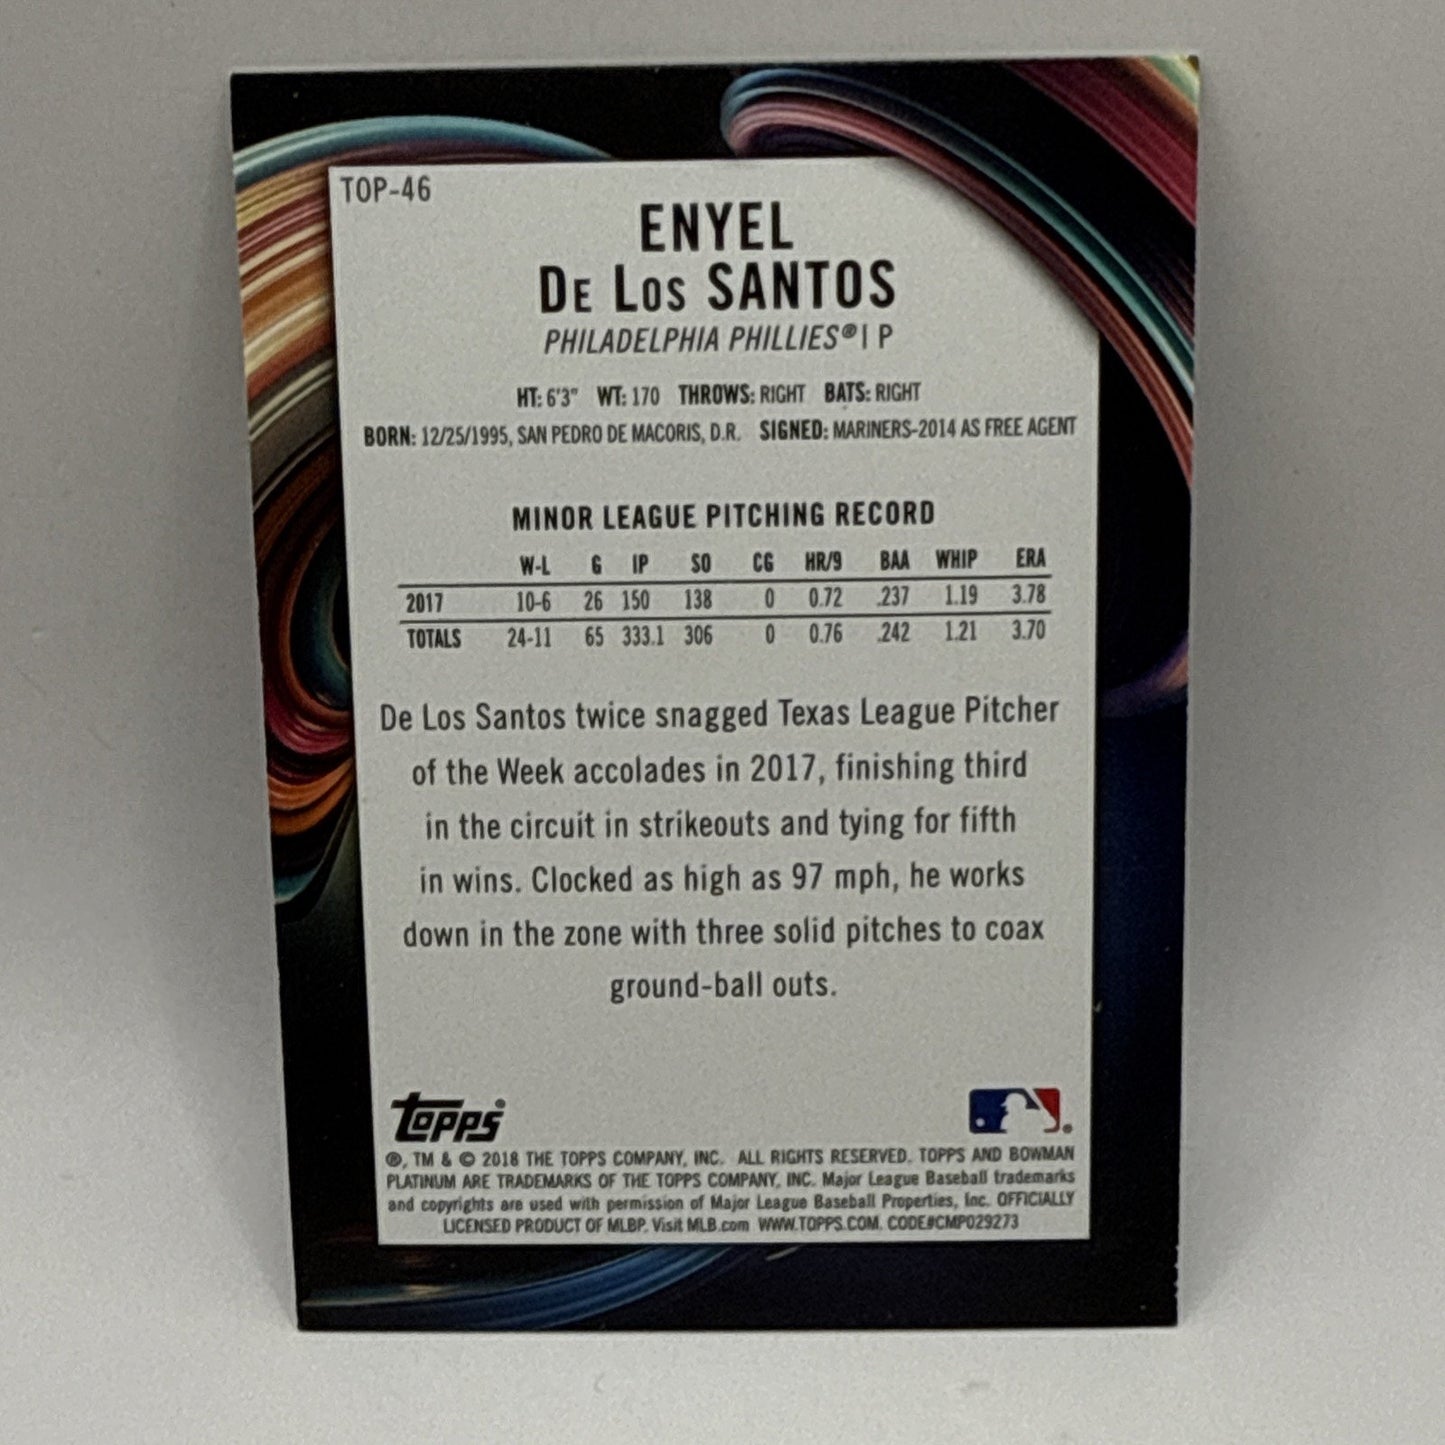 TOP-46
ENYEL
DE LOS SANTOS
PHILADELPHIA PHILLIES® | P
HT: 6'3" WT: 170 THROWS: RIGHT BATS: RIGHT
BORN: 12/25/1995, SAN PEDRO DE MACORIS, D.R. SIGNED: MARINERS-2014 AS FREE AGENT
MINOR LEAGUE PITCHING RECORD
W-L G IP SO CG HR/9 BAA WHIP ERA
2017 10-6 26 150 138 0 0.72 .237 1.19 3.78
TOTALS 24-11 65 333.1 306 0 0.76 .242 1.21 3.70
De Los Santos twice snagged Texas League Pitcher
of the Week accolades in 2017, finishing third
in the circuit in strikeouts and tying for fifth
in wins. Clocked as high as 97 mph, he works
down in the zone with three solid pitches to coax
ground-ball outs.
topps®
®, TM & © 2018 THE TOPPS COMPANY, INC. ALL RIGHTS RESERVED. TOPPS AND BOWMAN
PLATINUM ARE TRADEMARKS OF THE TOPPS COMPANY, INC. Major League Baseball trademarks
and copyrights are used with permission of Major League Baseball Properties, Inc. OFFICIALLY
LICENSED PRODUCT OF MLBP. Visit MLB.com WWW.TOPPS.COM. CODE#CMP029273